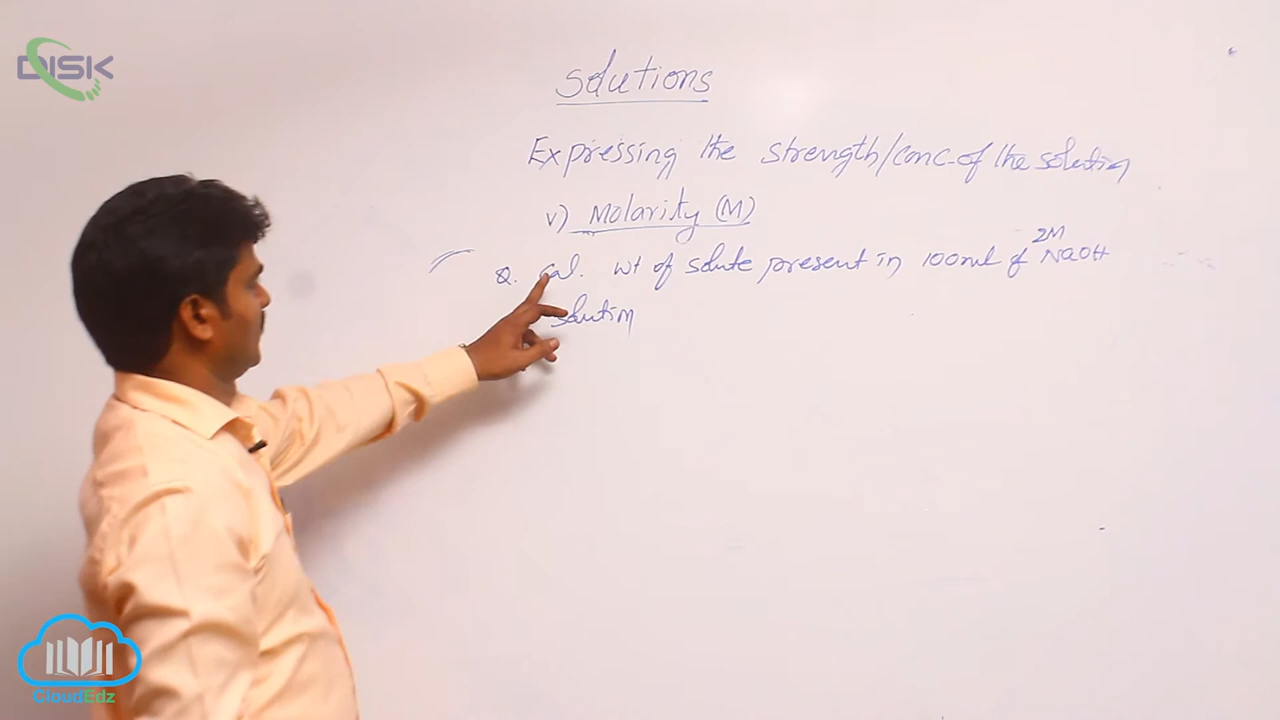 DISK
Solutions
Expressing the strength/conc. of the solution
v) Molarity (M)
2M
Q. Cal. wt of solute present in 100ml of NaOH
solution
CloudEdz